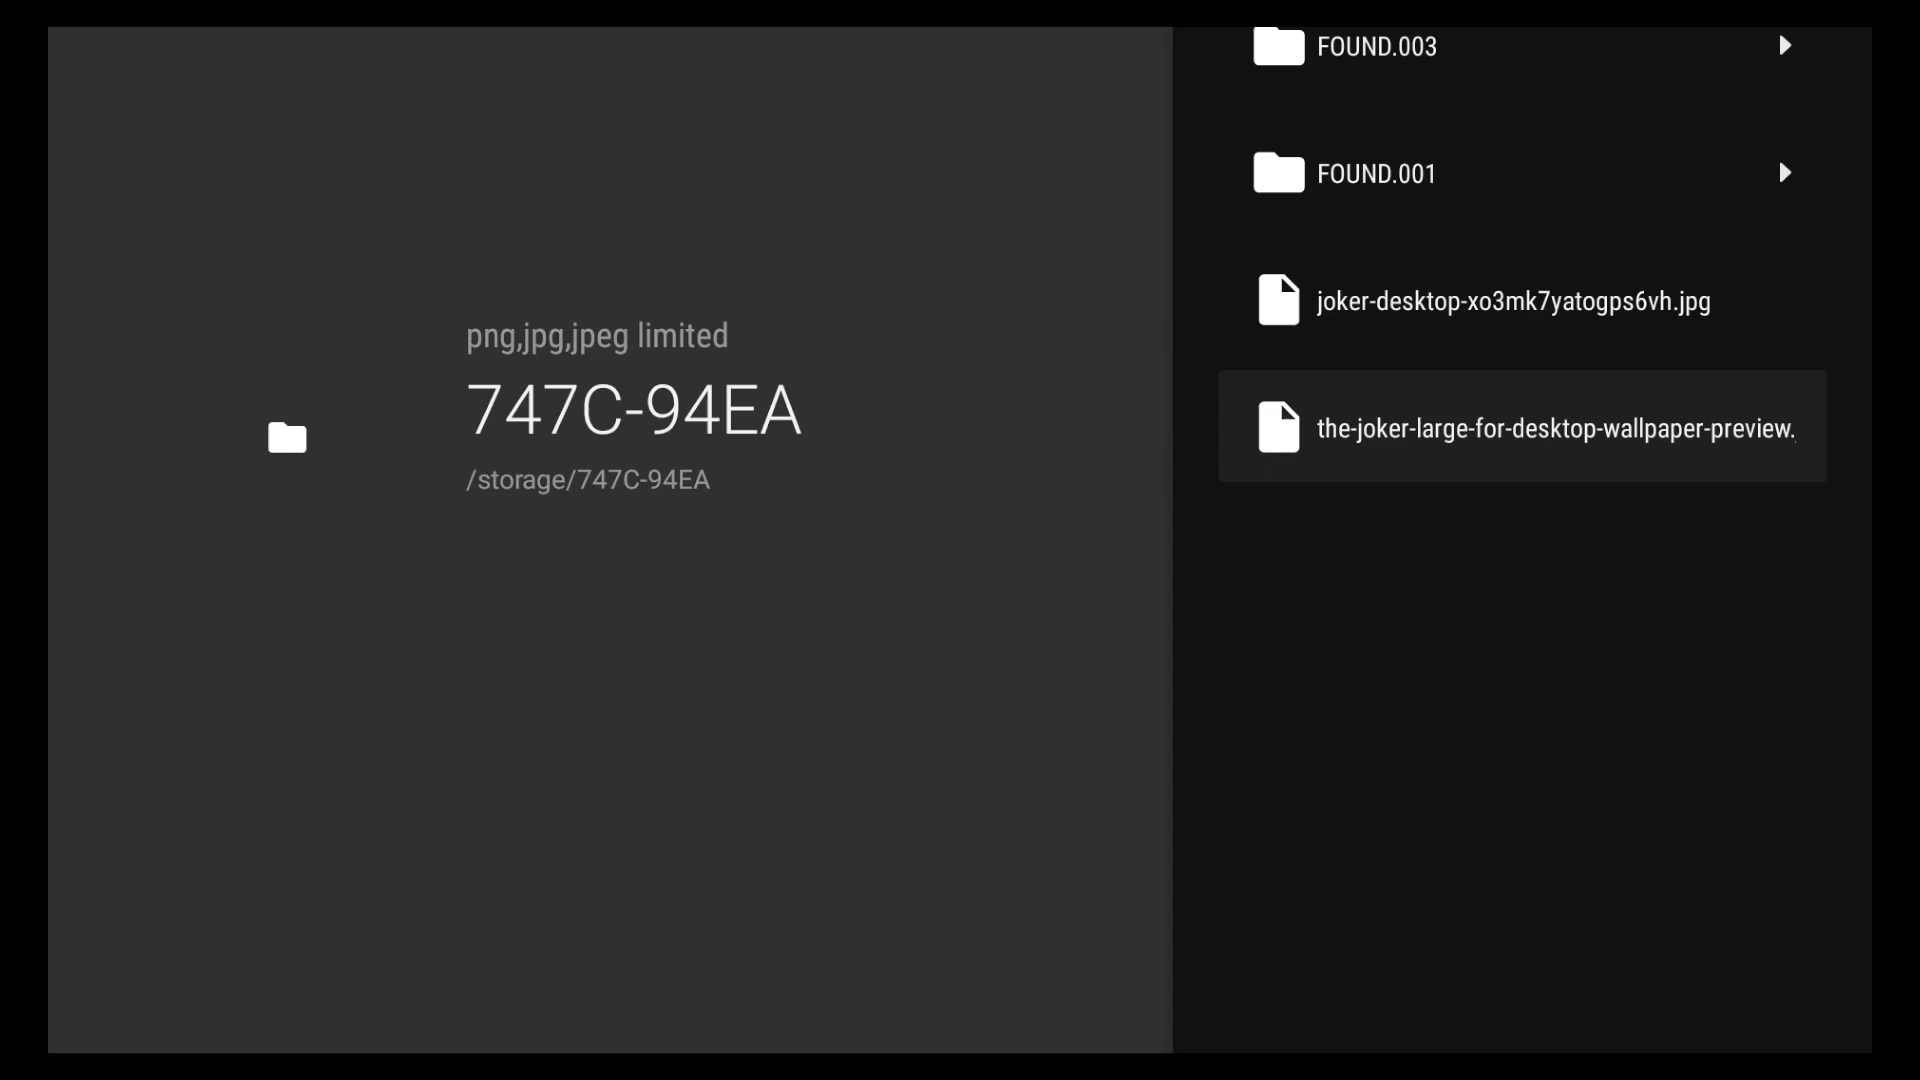 png,jpg,jpeg limited
747C-94EA
/storage/747C-94EA
FOUND.003
FOUND.001
joker-desktop-xo3mk7yatogps6vh.jpg
the-joker-large-for-desktop-wallpaper-preview.